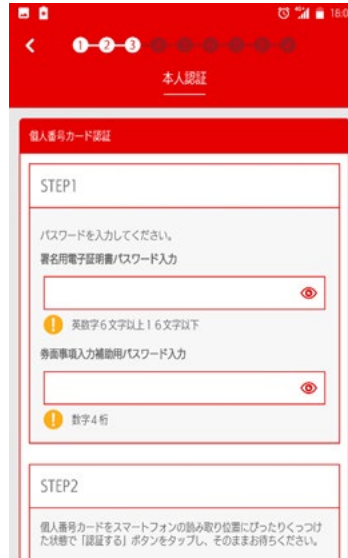 18:0
1 2 3
本人認証
個人番号カード認証
STEP1
パスワードを入力してください。
署名用電子証明書パスワード入力
英数字6文字以上16文字以下
券面事項入力補助用パスワード入力
数字4桁
STEP2
個人番号カードをスマートフォンの読み取り位置にぴったりくっつけ
た状態で「認証する」ボタンをタップし、そのままお待ちください。